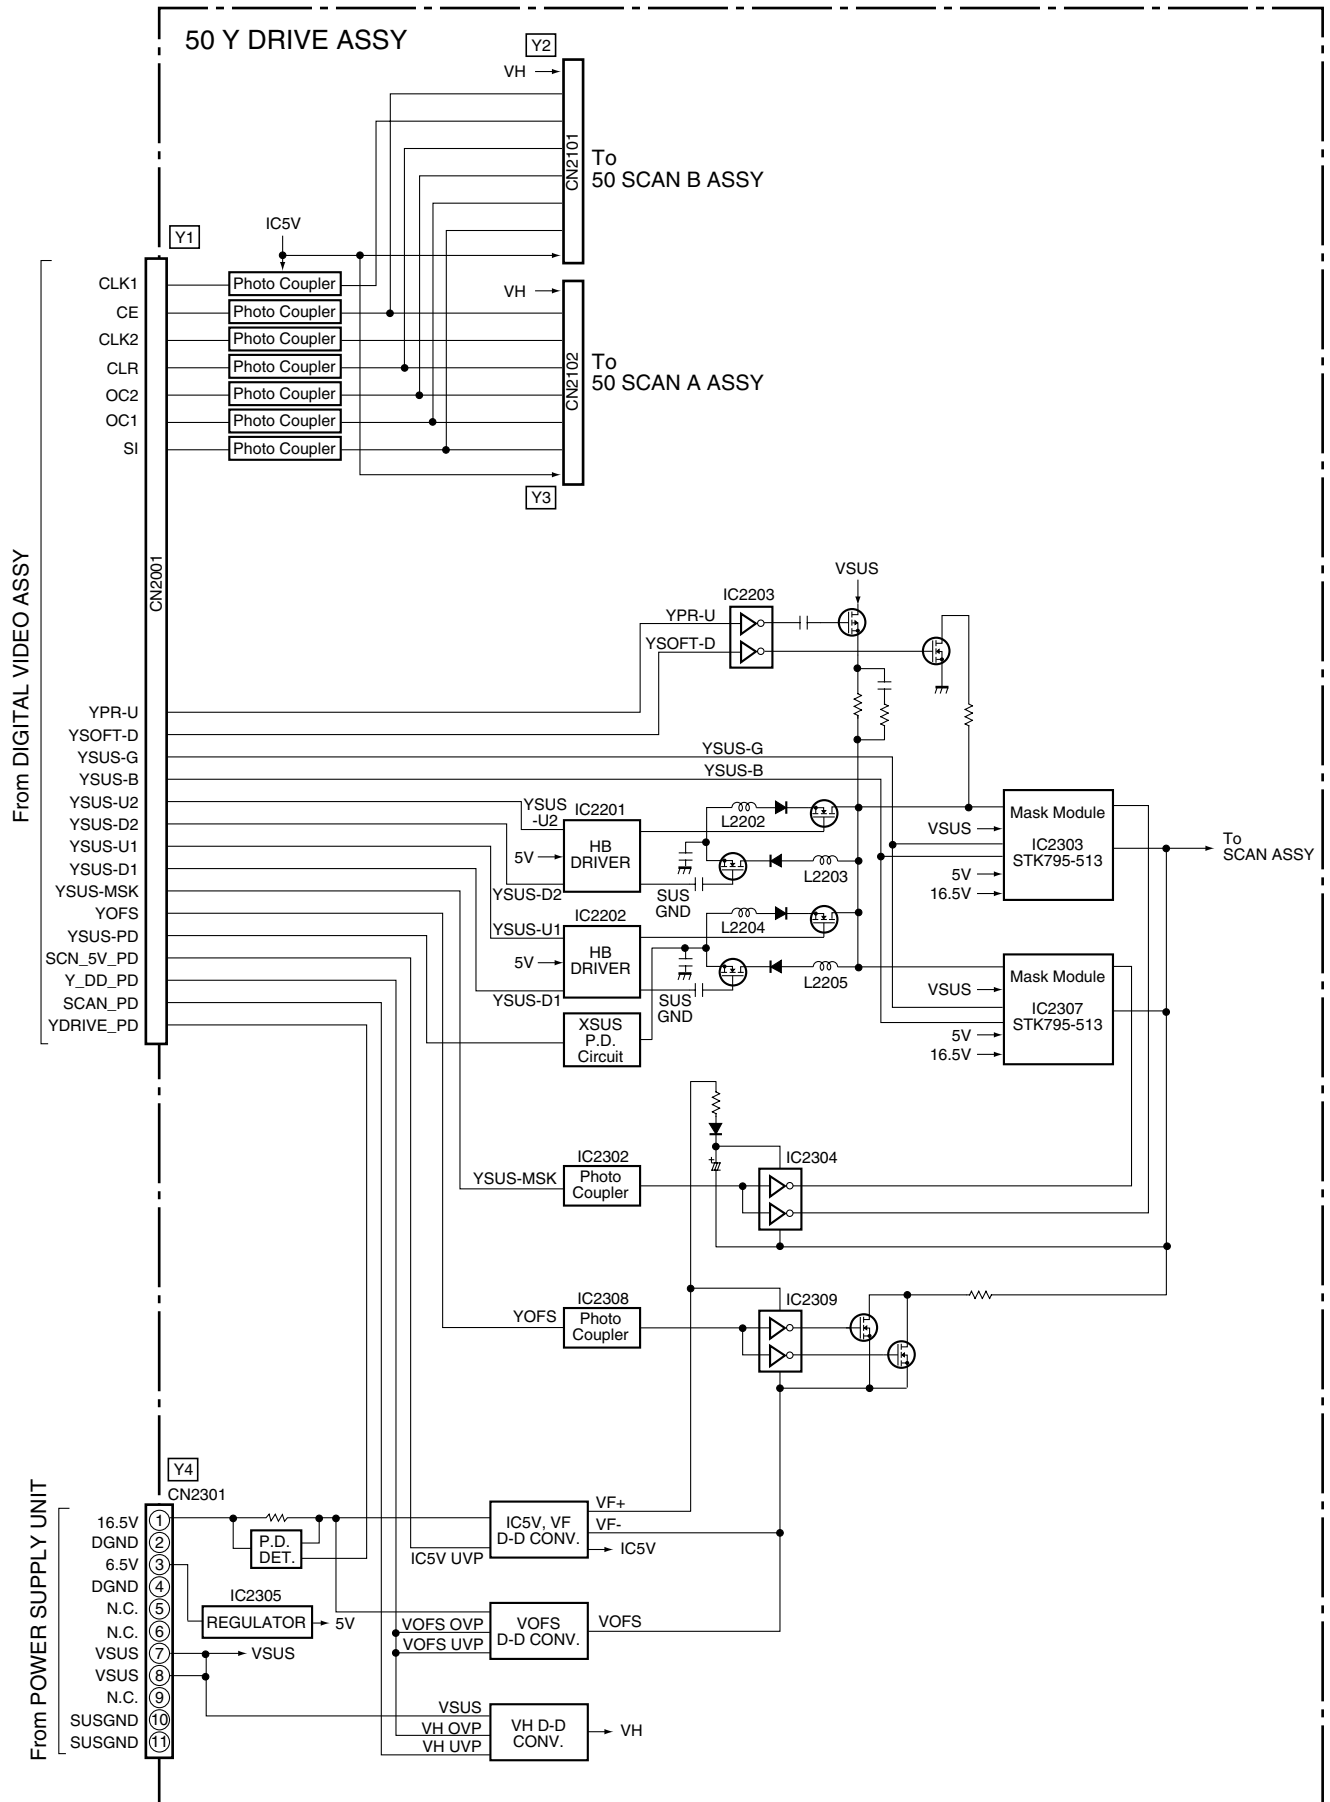 50 Y DRIVE ASSY
Y2
VH
CN2101
To
50 SCAN B ASSY
IC5V
Y1
CLK1
Photo Coupler
CE
Photo Coupler
CLK2
Photo Coupler
CLR
Photo Coupler
OC2
Photo Coupler
OC1
Photo Coupler
SI
Photo Coupler
VH
CN2102
To
50 SCAN A ASSY
Y3
From DIGITAL VIDEO ASSY
CN2001
VSUS
IC2203
YPR-U
YSOFT-D
YPR-U
YSOFT-D
YSUS-G
YSUS-B
YSUS-U2
YSUS-D2
YSUS-U1
YSUS-D1
YSUS-MSK
YOFS
YSUS-PD
SCN_5V_PD
Y_DD_PD
SCAN_PD
YDRIVE_PD
YSUS-G
YSUS-B
YSUS
-U2
IC2201
HB
DRIVER
5V
YSUS-D2
L2202
L2203
SUS
GND
YSUS-U1
IC2202
HB
DRIVER
5V
YSUS-D1
L2204
L2205
SUS
GND
XSUS
P.D.
Circuit
Mask Module
IC2303
STK795-513
VSUS
5V
16.5V
To
SCAN ASSY
Mask Module
IC2307
STK795-513
VSUS
5V
16.5V
+
IC2304
IC2302
YSUS-MSK
Photo
Coupler
IC2308
YOFS
Photo
Coupler
IC2309
From POWER SUPPLY UNIT
Y4
CN2301
16.5V 1
DGND 2
6.5V 3
DGND 4
N.C. 5
N.C. 6
VSUS 7
VSUS 8
N.C. 9
SUSGND 10
SUSGND 11
P.D.
DET.
IC2305
REGULATOR
5V
VSUS
IC5V, VF
D-D CONV.
VF+
VF-
IC5V
IC5V UVP
VOFS OVP
VOFS UVP
VOFS
D-D CONV.
VOFS
VSUS
VH OVP
VH UVP
VH D-D
CONV.
VH